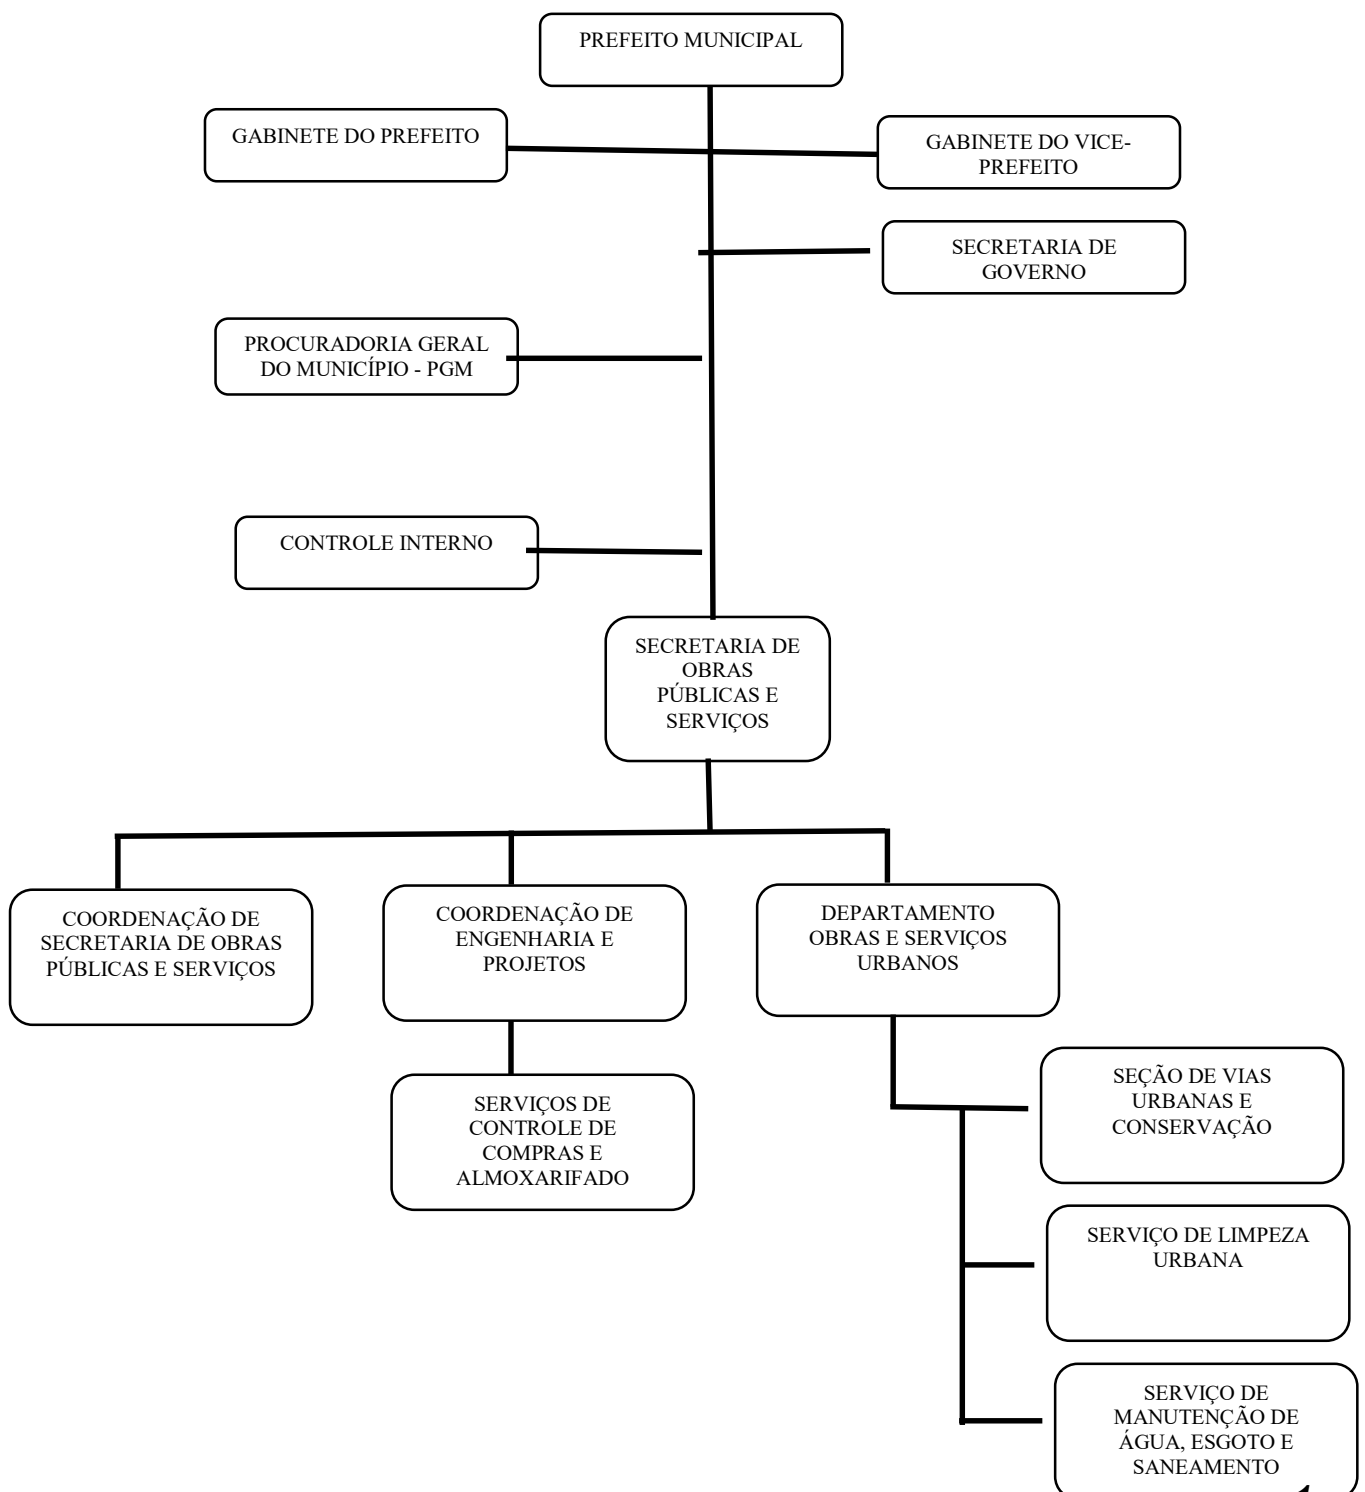 PREFEITO MUNICIPAL
GABINETE DO PREFEITO
GABINETE DO VICE-
PREFEITO
SECRETARIA DE
GOVERNO
PROCURADORIA GERAL
DO MUNICÍPIO - PGM
CONTROLE INTERNO
SECRETARIA DE
OBRAS
PÚBLICAS E
SERVIÇOS
COORDENAÇÃO DE
SECRETARIA DE OBRAS
PÚBLICAS E SERVIÇOS
COORDENAÇÃO DE
ENGENHARIA E
PROJETOS
DEPARTAMENTO
OBRAS E SERVIÇOS
URBANOS
SERVIÇOS DE
CONTROLE DE
COMPRAS E
ALMOXARIFADO
SEÇÃO DE VIAS
URBANAS E
CONSERVAÇÃO
SERVIÇO DE LIMPEZA
URBANA
SERVIÇO DE
MANUTENÇÃO DE
ÁGUA, ESGOTO E
SANEAMENTO